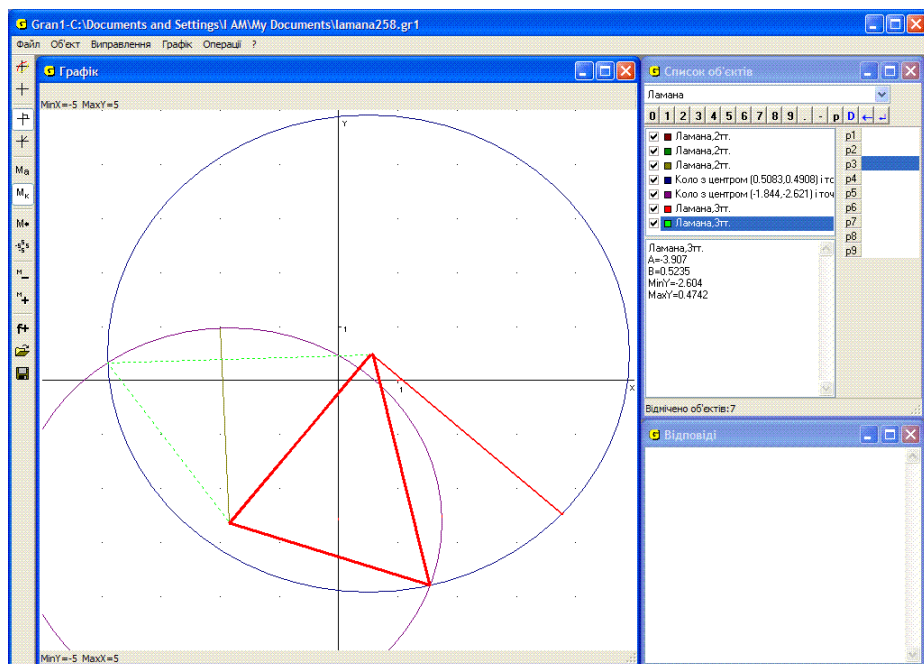 Gran1-C:\Documents and Settings\I AM\My Documents\lamana258.gr1
Файл Об'єкт Виправлення Графік Операції ?
Графік
MinX=-5 MaxY=5
Y
1
1
X
MinY=-5 MaxX=5
Ma
Mк
M*
M
M
f+
Список об'єктів
Ламана
0 1 2 3 4 5 6 7 8 9 . - p D ← ↵
Ламана,2тт.
Ламана,2тт.
Ламана,2тт.
Коло з центром (0.5083,0.4908) і то
Коло з центром (-1.844,-2.621) і точ
Ламана,3тт.
Ламана,3тт.
p1
p2
p3
p4
p5
p6
p7
p8
p9
Ламана,3тт.
A=-3.907
B=0.5235
MinY=-2.604
MaxY=0.4742
Відмічено об'єктів:7
Відповіді